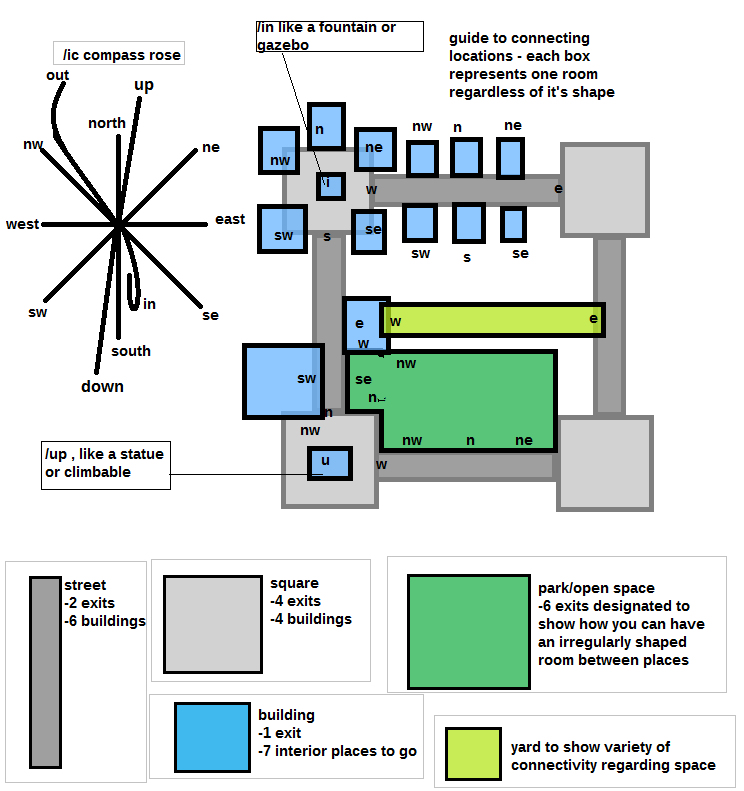 /ic compass rose
out
up
north
nw
ne
west
east
sw
in
se
south
down
/in like a fountain or
gazebo
guide to connecting
locations - each box
represents one room
regardless of it's shape
n
nw
ne
i
w
sw
s
se
nw
n
ne
e
sw
s
se
e
w
w
e
nw
sw
se
n
n
nw
nw
n
ne
u
w
/up , like a statue
or climbable
street
-2 exits
-6 buildings
square
-4 exits
-4 buildings
park/open space
-6 exits designated to
show how you can have
an irregularly shaped
room between places
building
-1 exit
-7 interior places to go
yard to show variety of
connectivity regarding space